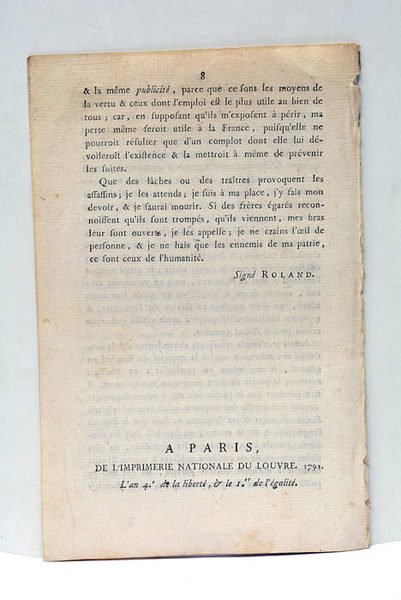 8
& la même publicité, parce que ce ſont les moyens de
la vertu & ceux dont l'emploi eſt le plus utile au bien de
tous ; car, en ſuppoſant qu'ils m'expoſent à périr, ma
perte même ſeroit utile à la France, puiſqu'elle ne
pourroit réſulter que d'un complot dont elle lui dé-
voileroit l'exiſtence & la mettroit à même de prévenir
les ſuites.
Que des lâches ou des traîtres provoquent les
aſſaſſins ; je les attends ; je ſuis à ma place, j'y fais mon
devoir, & je ſaurai mourir. Si des frères égarés recon-
noiſſent qu'ils ſont trompés, qu'ils viennent, mes bras
leur ſont ouverts, je les appelle ; je ne crains l'œil de
perſonne, & je ne hais que les ennemis de ma patrie,
ce ſont ceux de l'humanité.
Signé ROLAND.
A PARIS,
DE L'IMPRIMERIE NATIONALE DU LOUVRE. 1792.
L'an 4.e de la liberté, & le 1.er de l'égalité.